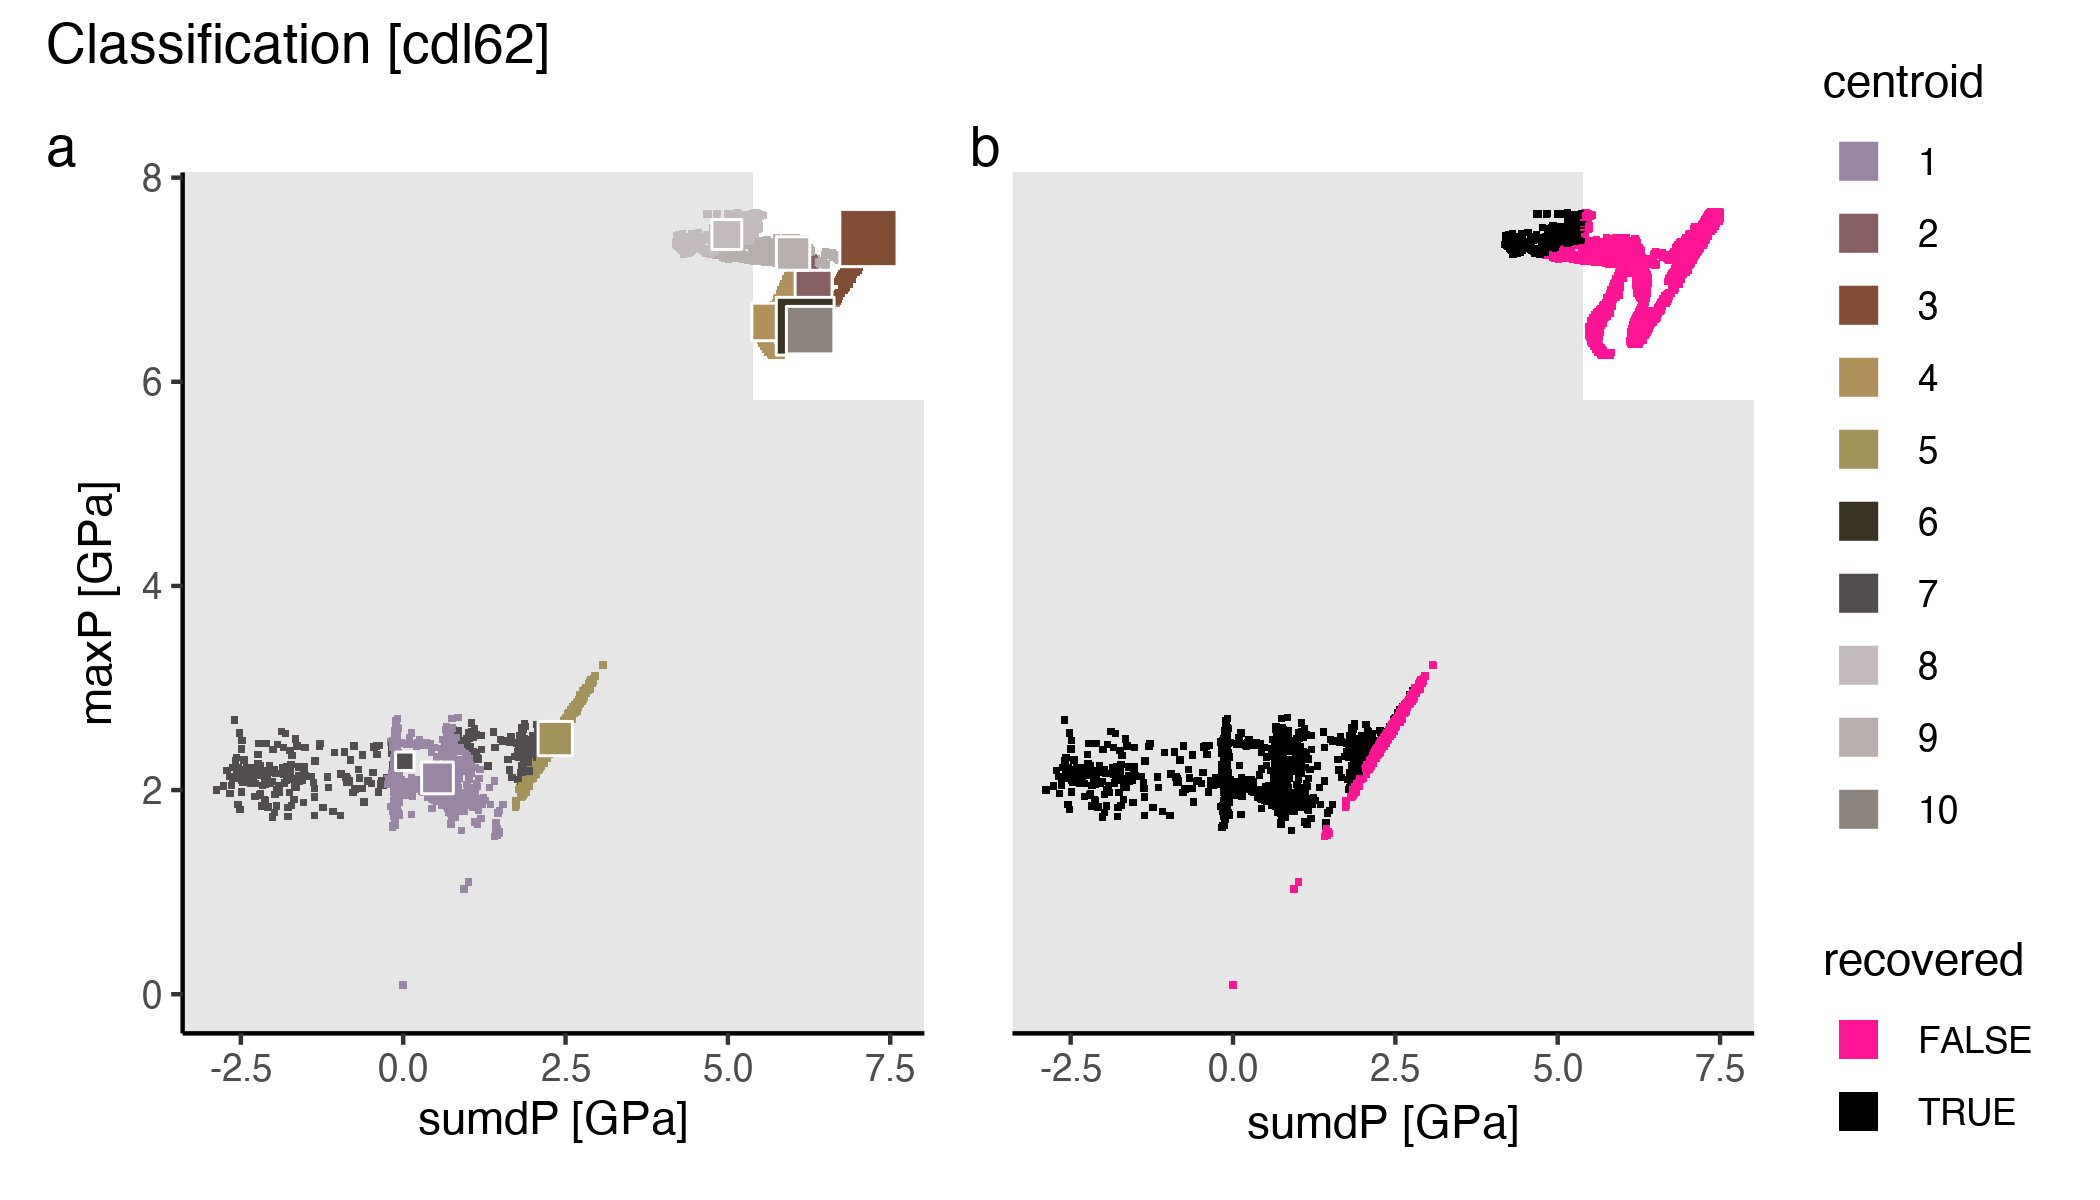 Classification [cdl62]
a
b
8
6
4
2
0
maxP [GPa]
-2.5 0.0 2.5 5.0 7.5
sumdP [GPa]
-2.5 0.0 2.5 5.0 7.5
sumdP [GPa]
centroid
1
2
3
4
5
6
7
8
9
10
recovered
FALSE
TRUE